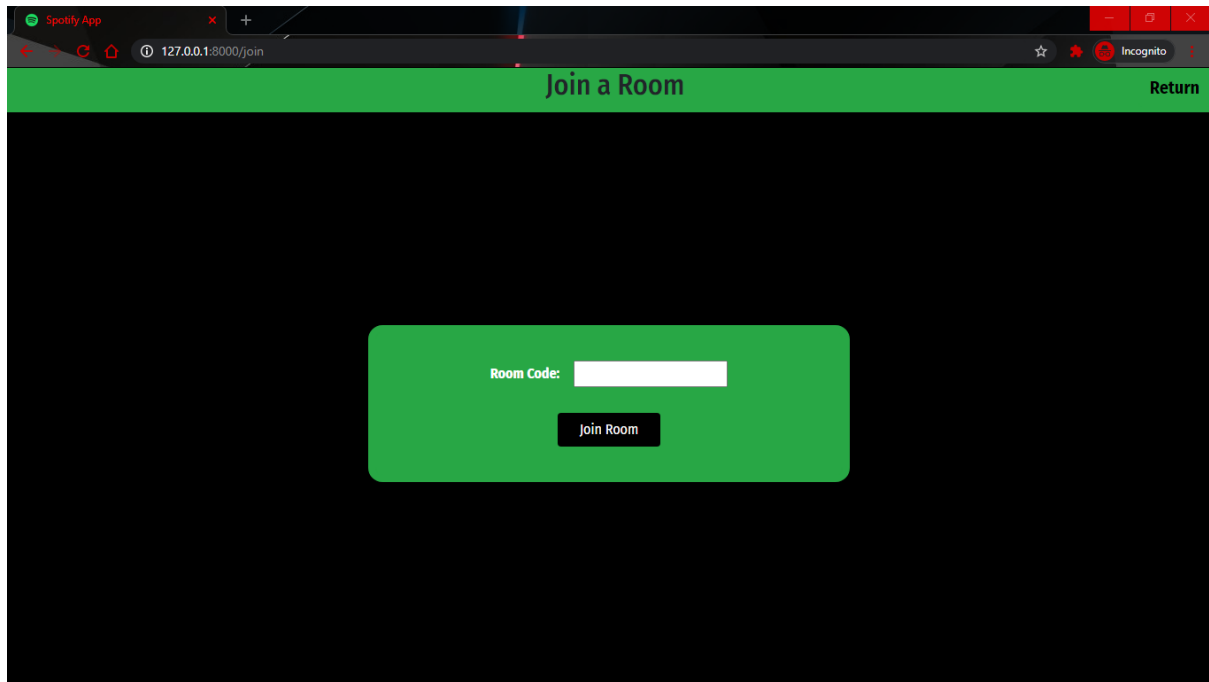 Spotify App
127.0.0.1:8000/join
Incognito
Join a Room
Return
Room Code:
Join Room